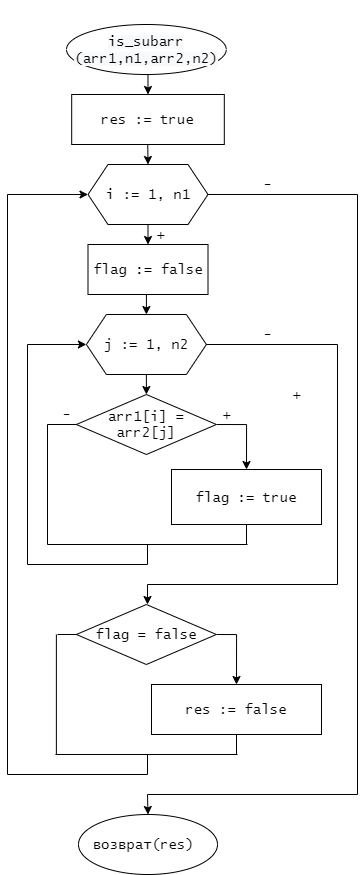 is_subarr
(arr1,n1,arr2,n2)
res := true
i := 1, n1
–
+
flag := false
j := 1, n2
–
+
–
arr1[i] =
arr2[j]
+
flag := true
flag = false
res := false
возврат(res)